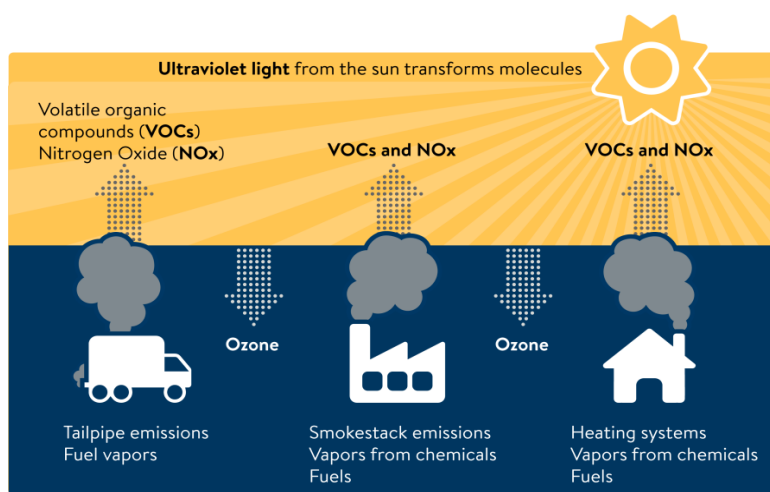 Ultraviolet light from the sun transforms molecules
Volatile organic
compounds (VOCs)
Nitrogen Oxide (NOx)
VOCs and NOx
VOCs and NOx
Ozone
Ozone
Tailpipe emissions
Fuel vapors
Smokestack emissions
Vapors from chemicals
Fuels
Heating systems
Vapors from chemicals
Fuels